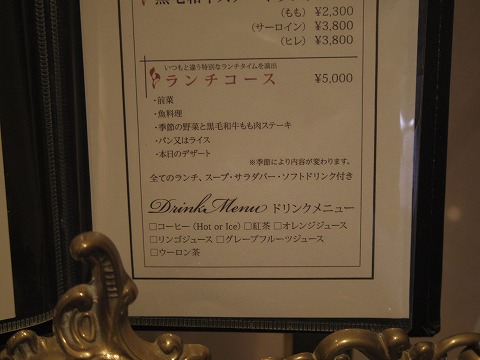 (もも) ¥2,300
(サーロイン) ¥3,800
(ヒレ) ¥3,800
いつもと違う特別なランチタイムを演出
ランチコース ¥5,000
・前菜
・魚料理
・季節の野菜と黒毛和牛もも肉ステーキ
・パン又はライス
・本日のデザート
※季節により内容が変わります。
全てのランチ、スープ・サラダバー・ソフトドリンク付き
Drink Menu ドリンクメニュー
□コーヒー (Hot or Ice) □紅茶 □オレンジジュース
□リンゴジュース □グレープフルーツジュース
□ウーロン茶